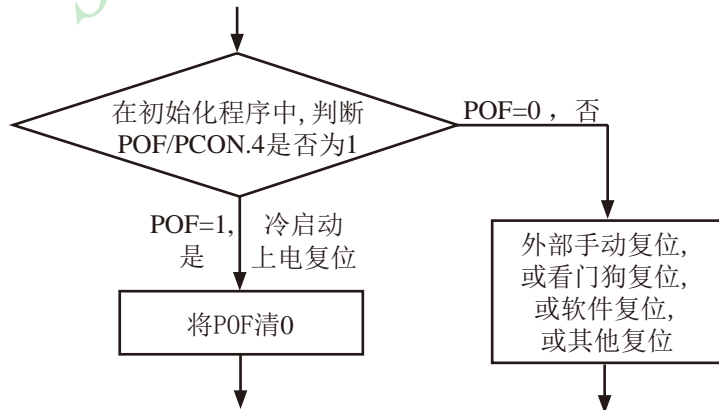 在初始化程序中, 判断
POF/PCON.4是否为1
POF=0 ， 否
POF=1,
是
冷启动
上电复位
外部手动复位,
或看门狗复位,
或软件复位,
或其他复位
将POF清0